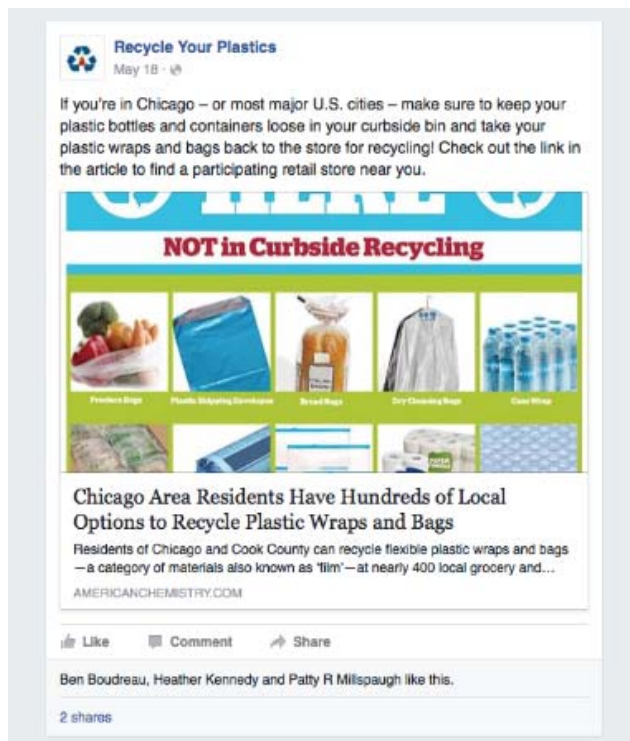 Recycle Your Plastics
May 18 ·
If you're in Chicago – or most major U.S. cities – make sure to keep your
plastic bottles and containers loose in your curbside bin and take your
plastic wraps and bags back to the store for recycling! Check out the link in
the article to find a participating retail store near you.
HERE
NOT in Curbside Recycling
Produce Bags Plastic Shipping Envelopes Bread Bags Dry Cleaning Bags Case Wrap
Chicago Area Residents Have Hundreds of Local
Options to Recycle Plastic Wraps and Bags
Residents of Chicago and Cook County can recycle flexible plastic wraps and bags
—a category of materials also known as 'film'—at nearly 400 local grocery and...
AMERICANCHEMISTRY.COM
Like Comment Share
Ben Boudreau, Heather Kennedy and Patty R Millspaugh like this.
2 shares